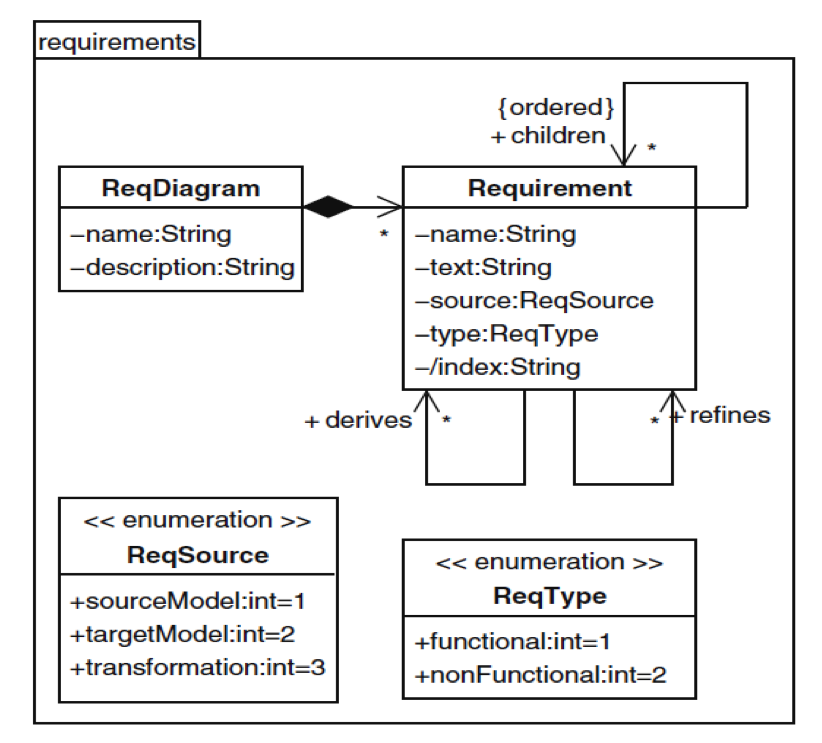 requirements
{ordered}
+ children
*
ReqDiagram
–name:String
–description:String
*
Requirement
–name:String
–text:String
–source:ReqSource
–type:ReqType
–/index:String
+ derives
*
*
+ refines
<< enumeration >>
ReqSource
+sourceModel:int=1
+targetModel:int=2
+transformation:int=3
<< enumeration >>
ReqType
+functional:int=1
+nonFunctional:int=2